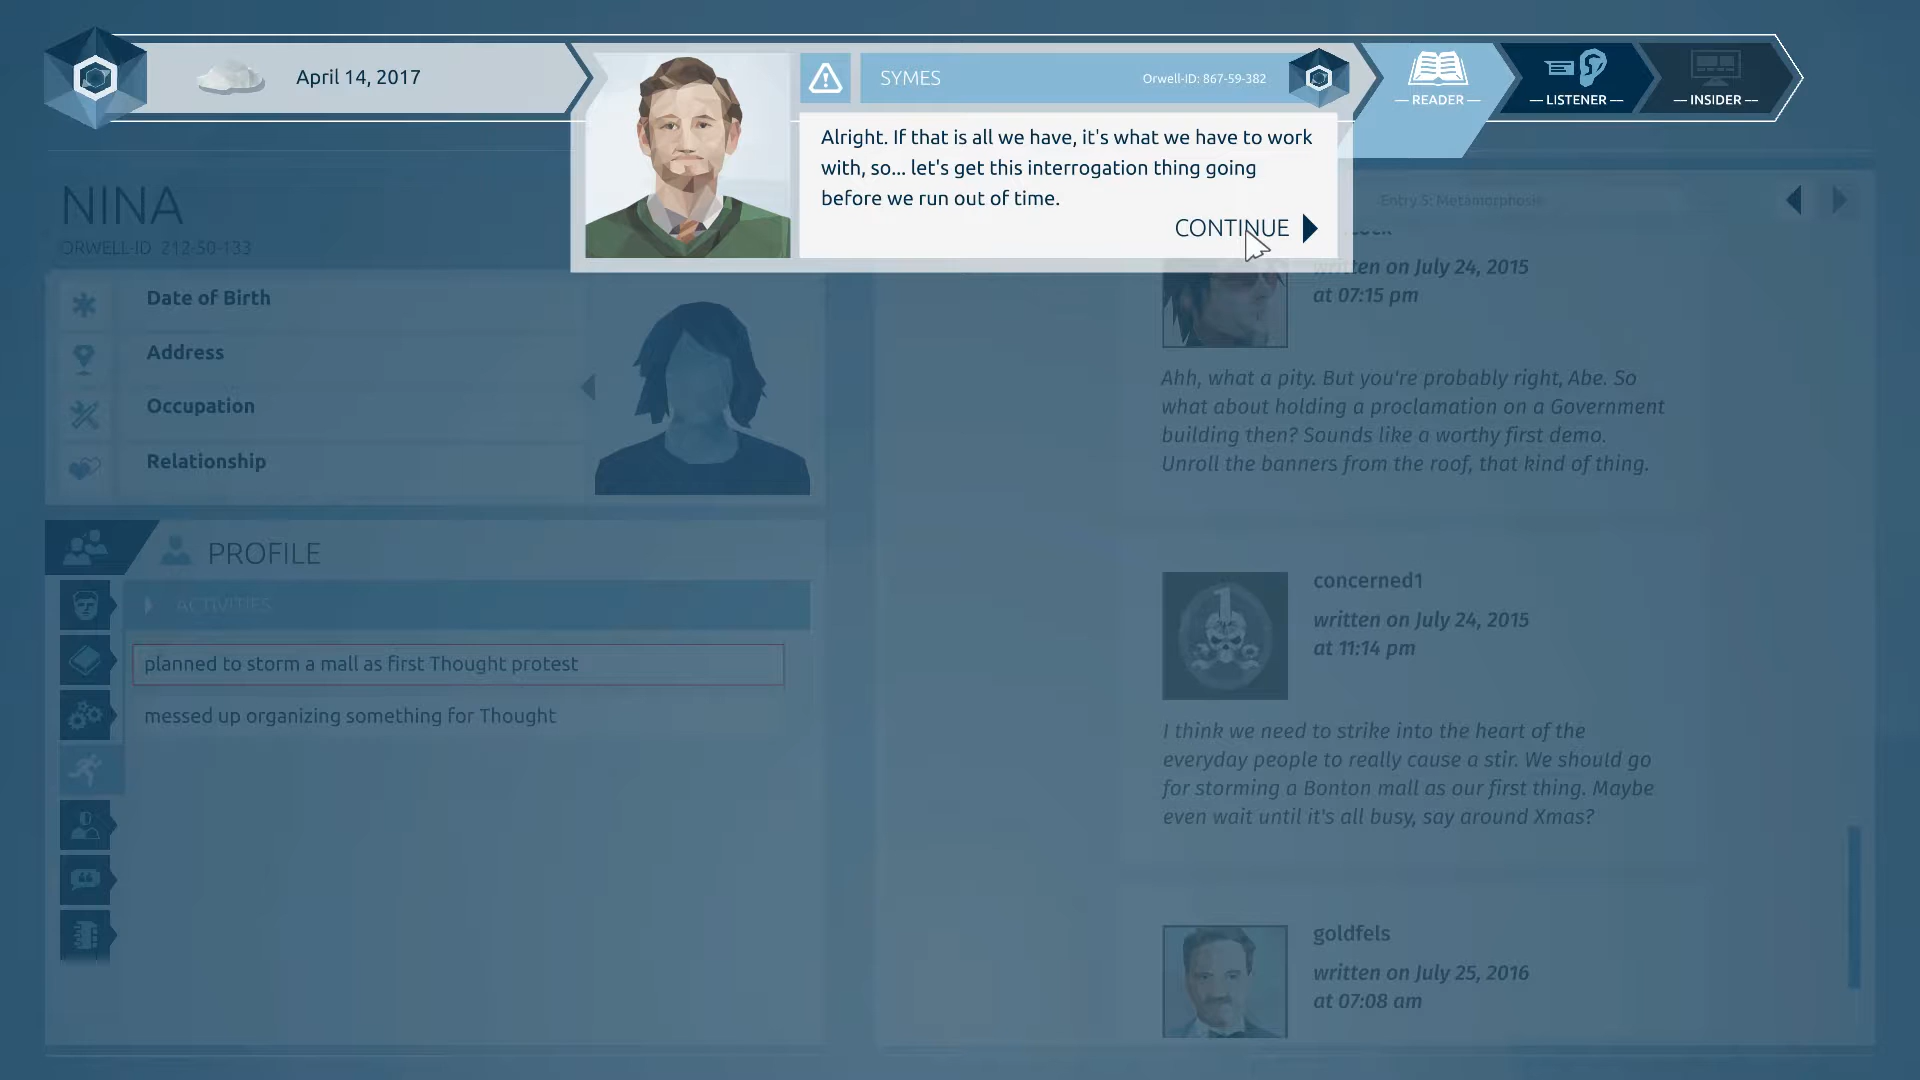 April 14, 2017
SYMES
Orwell-ID: 867-59-382
Alright. If that is all we have, it's what we have to work
with, so... let's get this interrogation thing going
before we run out of time.
CONTINUE
— READER —
— LISTENER —
— INSIDER —
NINA
ORWELL-ID 212-50-133
Date of Birth
Address
Occupation
Relationship
PROFILE
ACTIVITIES
planned to storm a mall as first Thought protest
messed up organizing something for Thought
Entry 5: Metamorphosis
written on July 24, 2015
at 07:15 pm
Ahh, what a pity. But you're probably right, Abe. So
what about holding a proclamation on a Government
building then? Sounds like a worthy first demo.
Unroll the banners from the roof, that kind of thing.
concerned1
written on July 24, 2015
at 11:14 pm
I think we need to strike into the heart of the
everyday people to really cause a stir. We should go
for storming a Bonton mall as our first thing. Maybe
even wait until it's all busy, say around Xmas?
goldfels
written on July 25, 2016
at 07:08 am